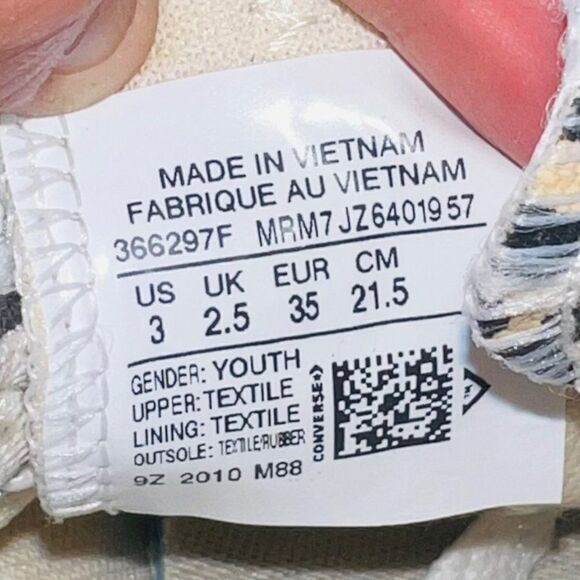 MADE IN VIETNAM
FABRIQUE AU VIETNAM
366297F MRM7 JZ6401957
US UK EUR CM
3 2.5 35 21.5
GENDER: YOUTH
UPPER: TEXTILE
LINING: TEXTILE
OUTSOLE: TEXTILE/RUBBER
9Z 2010 M88
CONVERSE